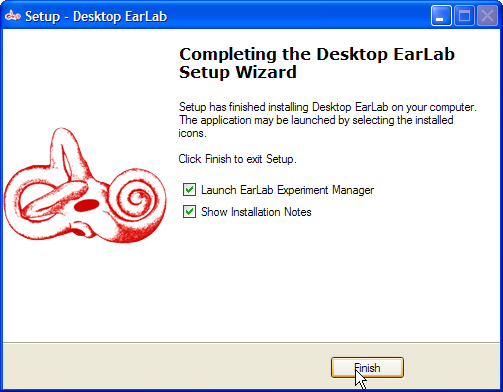 Setup - Desktop EarLab
Completing the Desktop EarLab
Setup Wizard
Setup has finished installing Desktop EarLab on your computer.
The application may be launched by selecting the installed
icons.
Click Finish to exit Setup.
Launch EarLab Experiment Manager
Show Installation Notes
Finish